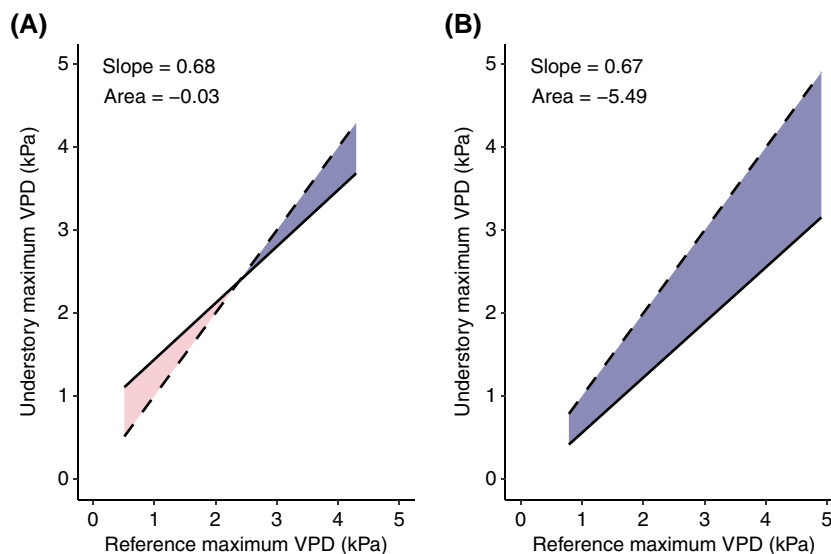 (A)
Slope = 0.68
Area = −0.03
5
4
3
2
1
0
Understory maximum VPD (kPa)
0 1 2 3 4 5
Reference maximum VPD (kPa)
(B)
Slope = 0.67
Area = −5.49
5
4
3
2
1
0
Understory maximum VPD (kPa)
0 1 2 3 4 5
Reference maximum VPD (kPa)